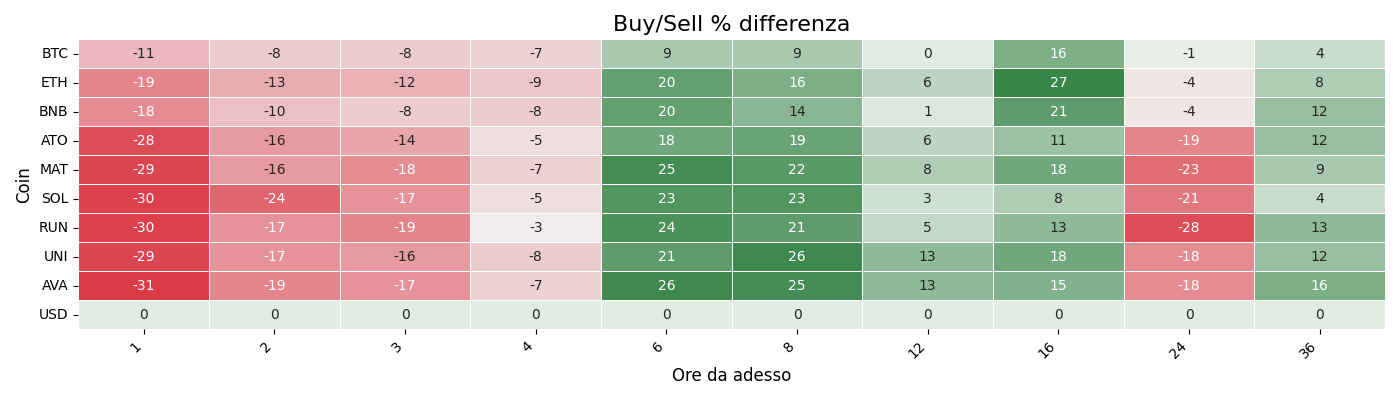 Buy/Sell % differenza
Coin
BTC -11 -8 -8 -7 9 9 0 16 -1 4
ETH -19 -13 -12 -9 20 16 6 27 -4 8
BNB -18 -10 -8 -8 20 14 1 21 -4 12
ATO -28 -16 -14 -5 18 19 6 11 -19 12
MAT -29 -16 -18 -7 25 22 8 18 -23 9
SOL -30 -24 -17 -5 23 23 3 8 -21 4
RUN -30 -17 -19 -3 24 21 5 13 -28 13
UNI -29 -17 -16 -8 21 26 13 18 -18 12
AVA -31 -19 -17 -7 26 25 13 15 -18 16
USD 0 0 0 0 0 0 0 0 0 0
1 2 3 4 6 8 12 16 24 36
Ore da adesso